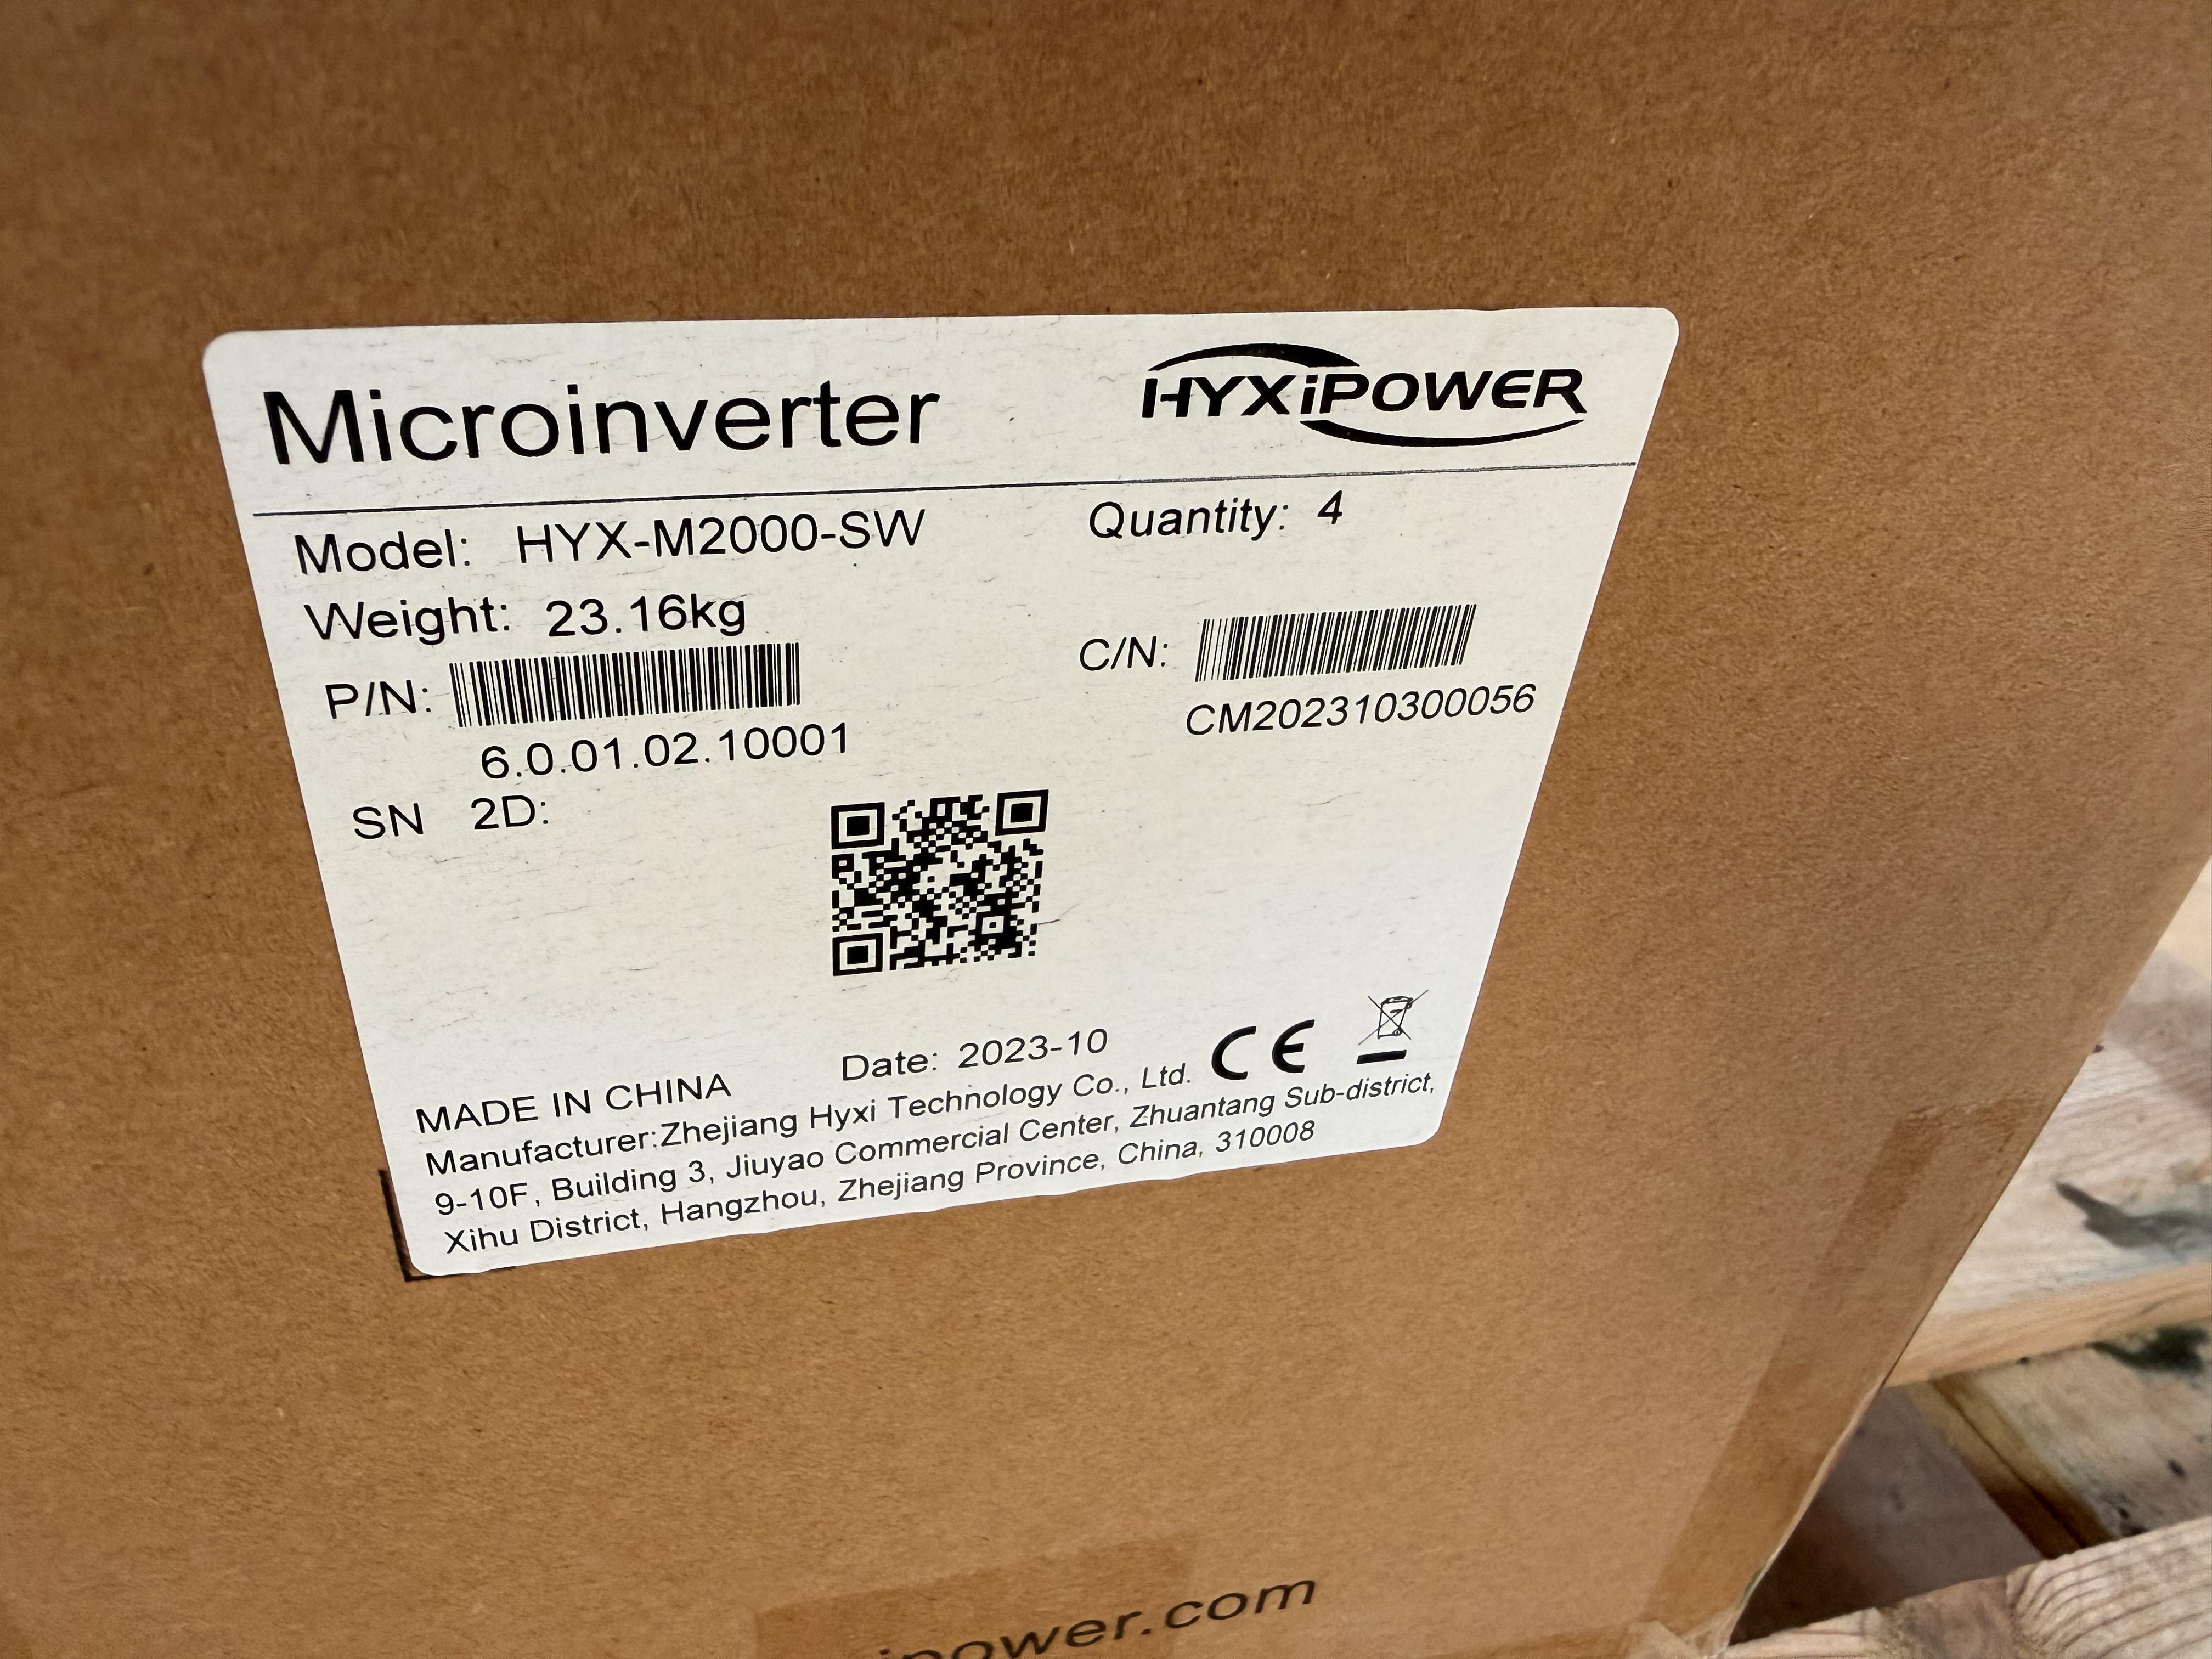 Microinverter
HYXiPOWER
Model: HYX-M2000-SW
Quantity: 4
Weight: 23.16kg
P/N:
6.0.01.02.10001
C/N:
CM202310300056
SN 2D:
MADE IN CHINA
Date: 2023-10
CE
Manufacturer:Zhejiang Hyxi Technology Co., Ltd.
9-10F, Building 3, Jiuyao Commercial Center, Zhuantang Sub-district,
Xihu District, Hangzhou, Zhejiang Province, China, 310008
ipower.com